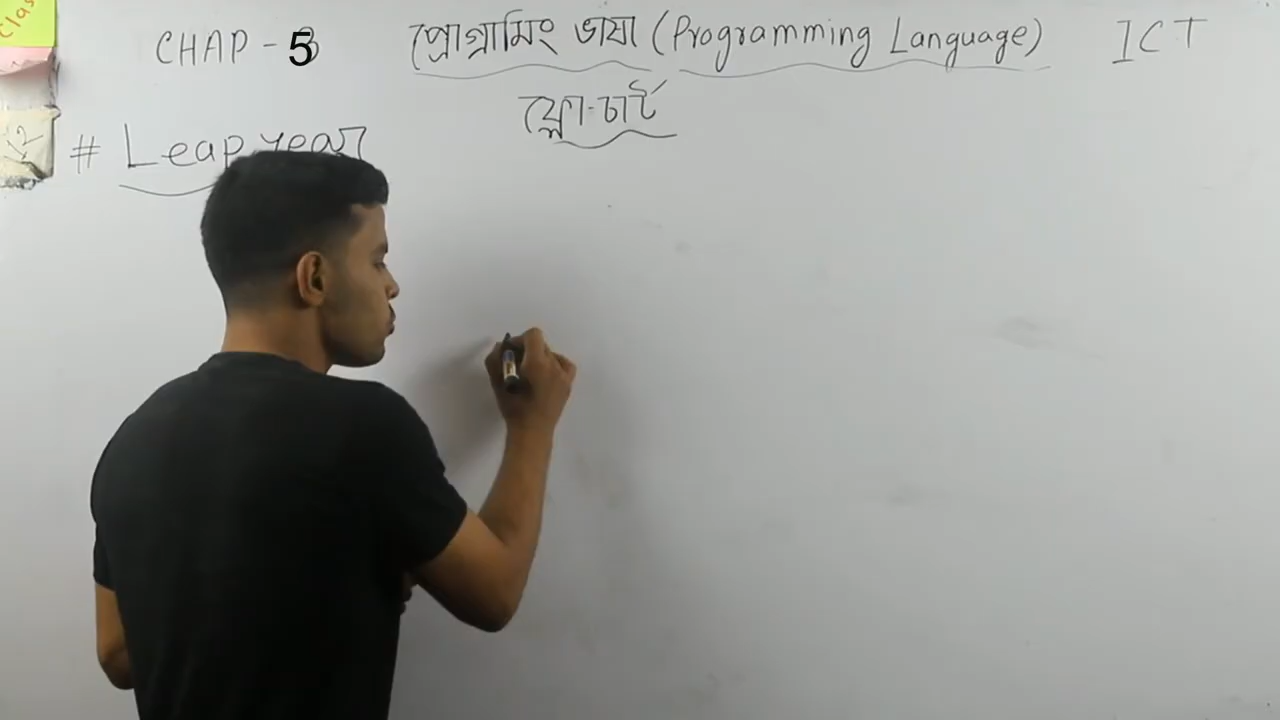 CHAP - 5 প্রোগ্রামিং ভাষা (Programming Language) ICT
ফ্লো-চার্ট
# Leap year